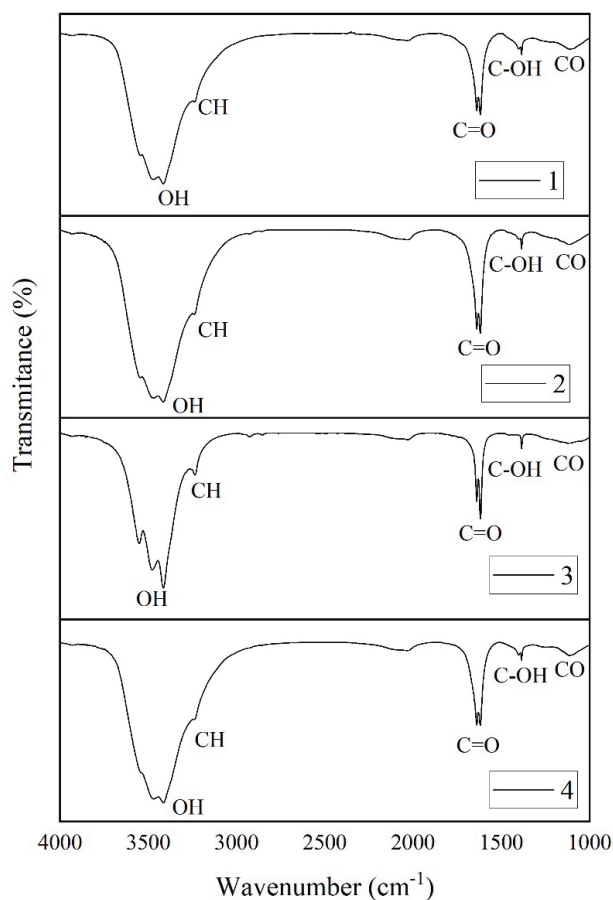 CH
C-OH
CO
C=O
OH
1
C-OH
CO
CH
C=O
OH
2
C-OH
CO
CH
C=O
OH
3
C-OH
CO
CH
C=O
OH
4
Transmitance (%)
4000 3500 3000 2500 2000 1500 1000
Wavenumber (cm⁻¹)